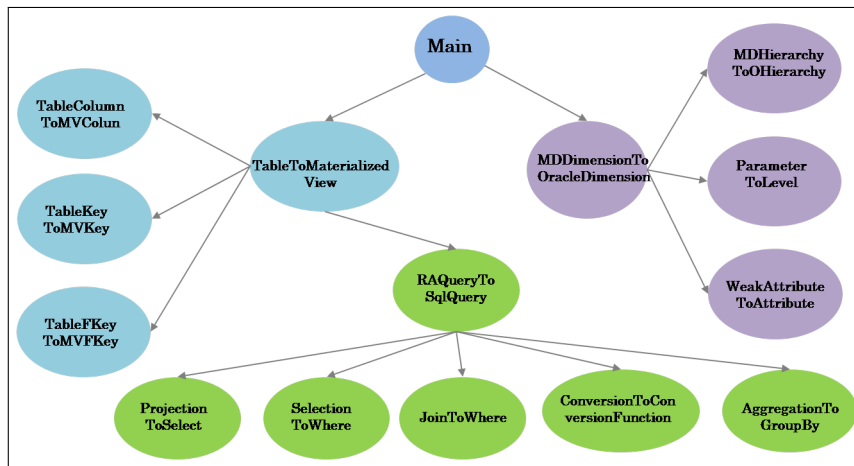 Main
MDHierarchy
ToOHierarchy
TableColumn
ToMVColun
TableToMaterialized
View
MDDimensionTo
OracleDimension
Parameter
ToLevel
TableKey
ToMVKey
RAQueryTo
SqlQuery
WeakAttribute
ToAttribute
TableFKey
ToMVFKey
Projection
ToSelect
Selection
ToWhere
JoinToWhere
ConversionToCon
versionFunction
AggregationTo
GroupBy